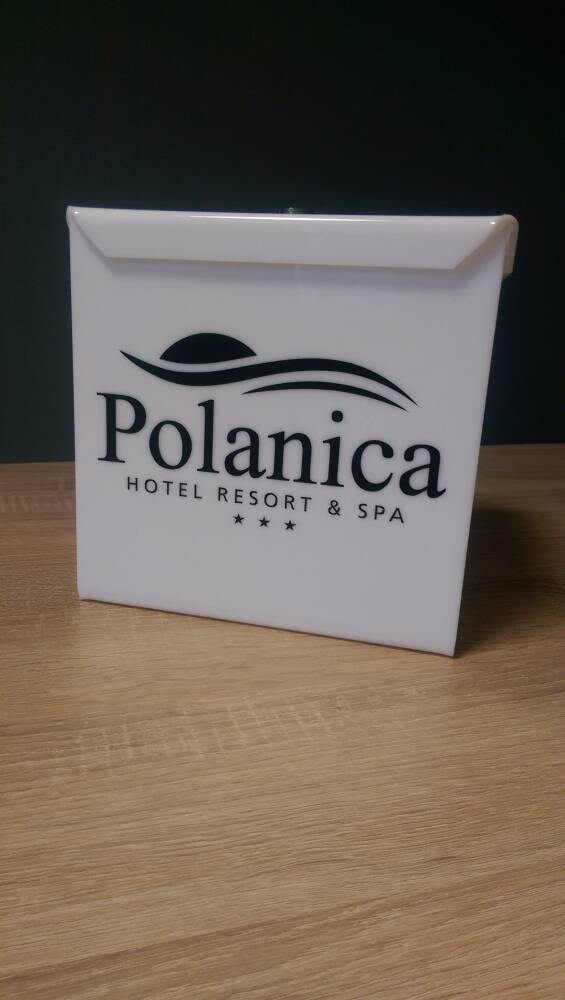 Polanica
HOTEL RESORT & SPA
★ ★ ★